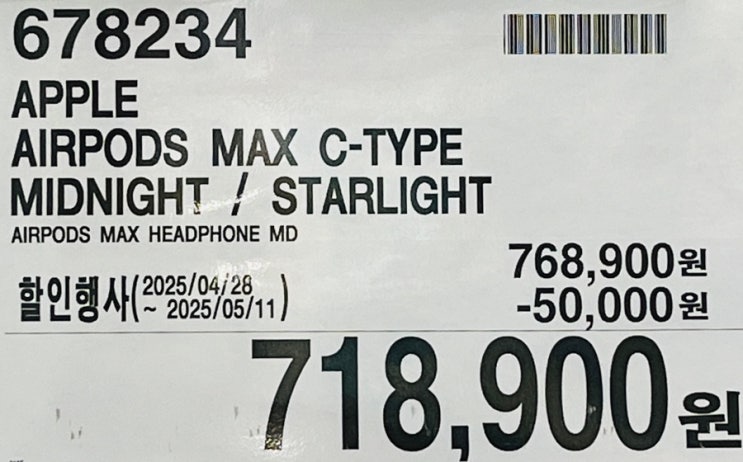 678234
APPLE
AIRPODS MAX C-TYPE
MIDNIGHT / STARLIGHT
AIRPODS MAX HEADPHONE MD
768,900원
할인행사(2025/04/28 ~ 2025/05/11)
-50,000원
718,900원